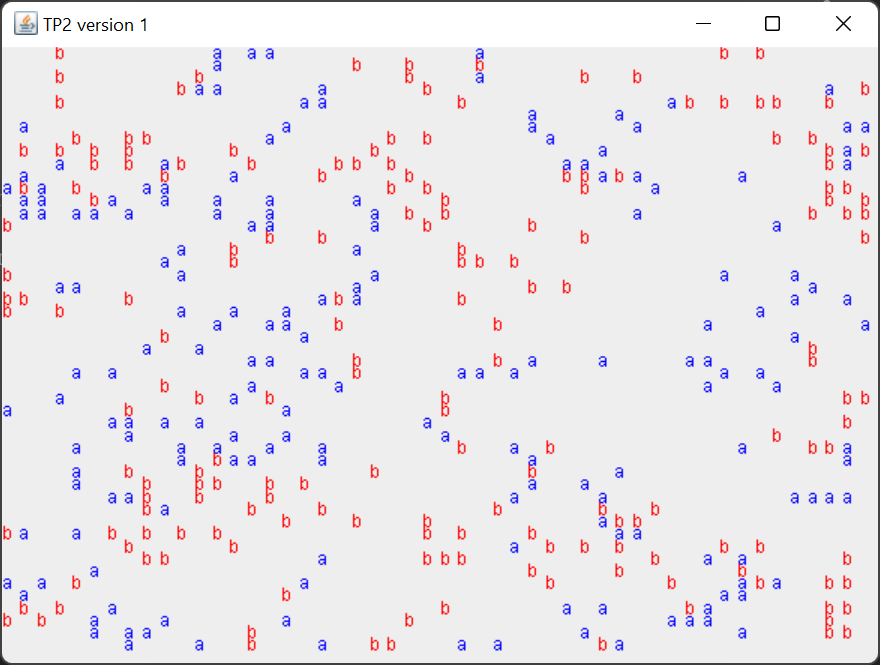 TP2 version 1
b a a a a b b
a b b b
b b b a b b
b a a a b a b
b a a b a b b b b b
a a
a a a a a a
b b b a b b a b b
b b b b b b a b a b
a b b a b b b b b a a b a
a b a b b b b a b a a
a b a b a a b b b a b b
a a b a a a a a b b b
a a a a a a a a b b a b b b
b a a a b b a
b b b b
a b a b
a b b b b
b a a a a
a a a b b a
b b b a b a b a a
b b a a a a
a a a b b a a
b a a
a a b
a a b b a a a a b
a a a a b a a a a a
b a a a a
a b a b b b b
a b a b
a a a a a b
a a a a b
a a a a a b a b a b b a
a b a a a a a
a b b b b a
a b b b b b a a
a a b b b a a a a a a
b a b b b b b
b b b a b b
b a a b b b b b b b a a
b b a b b b b b
b b a b b b b a a b
a b b b
a a b a b b a b a b b
a b a a
b b a b a a b a b b
b b a a a b a a a b b
a a a b a a b b
a a b a b b a a b a